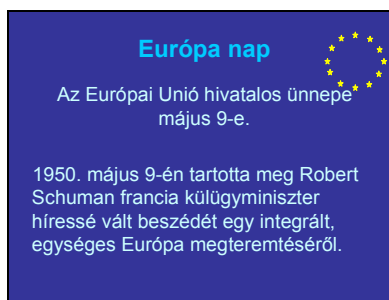 Európa nap
Az Európai Unió hivatalos ünnepe
május 9-e.
1950. május 9-én tartotta meg Robert
Schuman francia külügyminiszter
híressé vált beszédét egy integrált,
egységes Európa megteremtéséről.